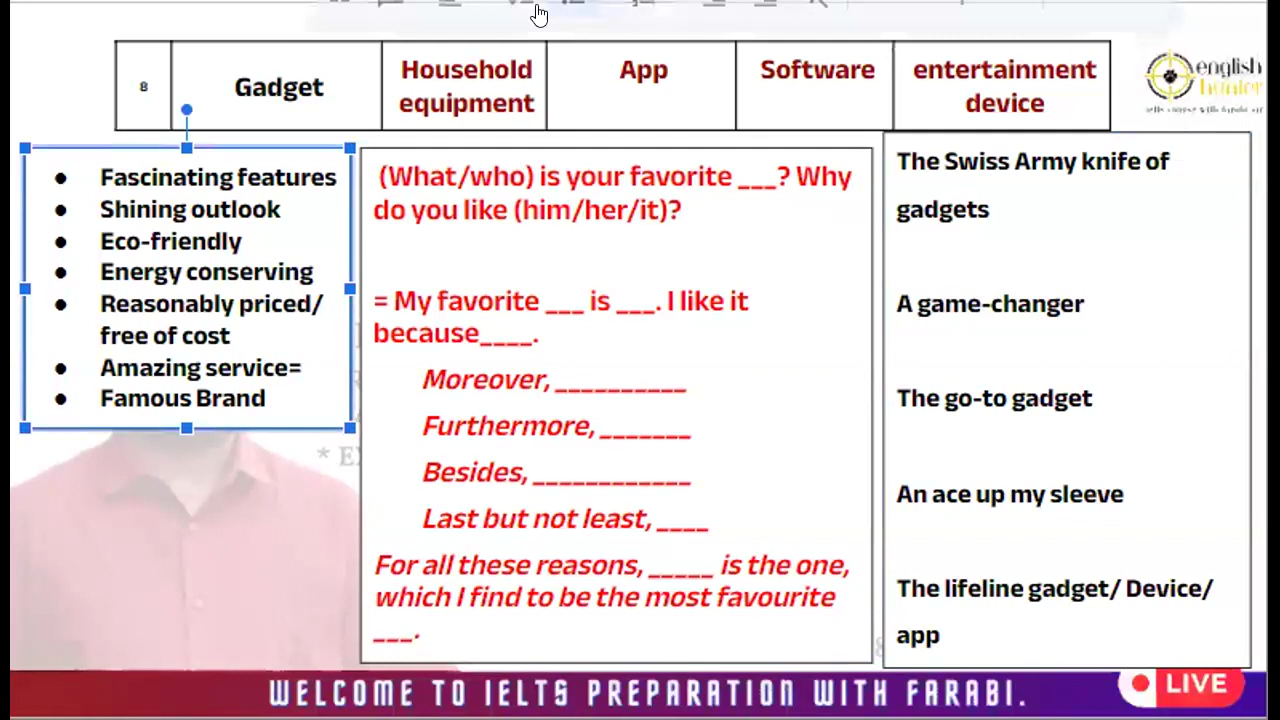 8
Gadget
Household
equipment
App
Software
entertainment
device
english
hunter
Fascinating features
Shining outlook
Eco-friendly
Energy conserving
Reasonably priced/
free of cost
Amazing service=
Famous Brand
* E
(What/who) is your favorite ___? Why
do you like (him/her/it)?
= My favorite ___ is ___. I like it
because____.
Moreover, __________
Furthermore, _______
Besides, ____________
Last but not least, ____
For all these reasons, _____ is the one,
which I find to be the most favourite
___.
The Swiss Army knife of
gadgets
A game-changer
The go-to gadget
An ace up my sleeve
The lifeline gadget/ Device/
app
WELCOME TO IELTS PREPARATION WITH FARABI.
LIVE